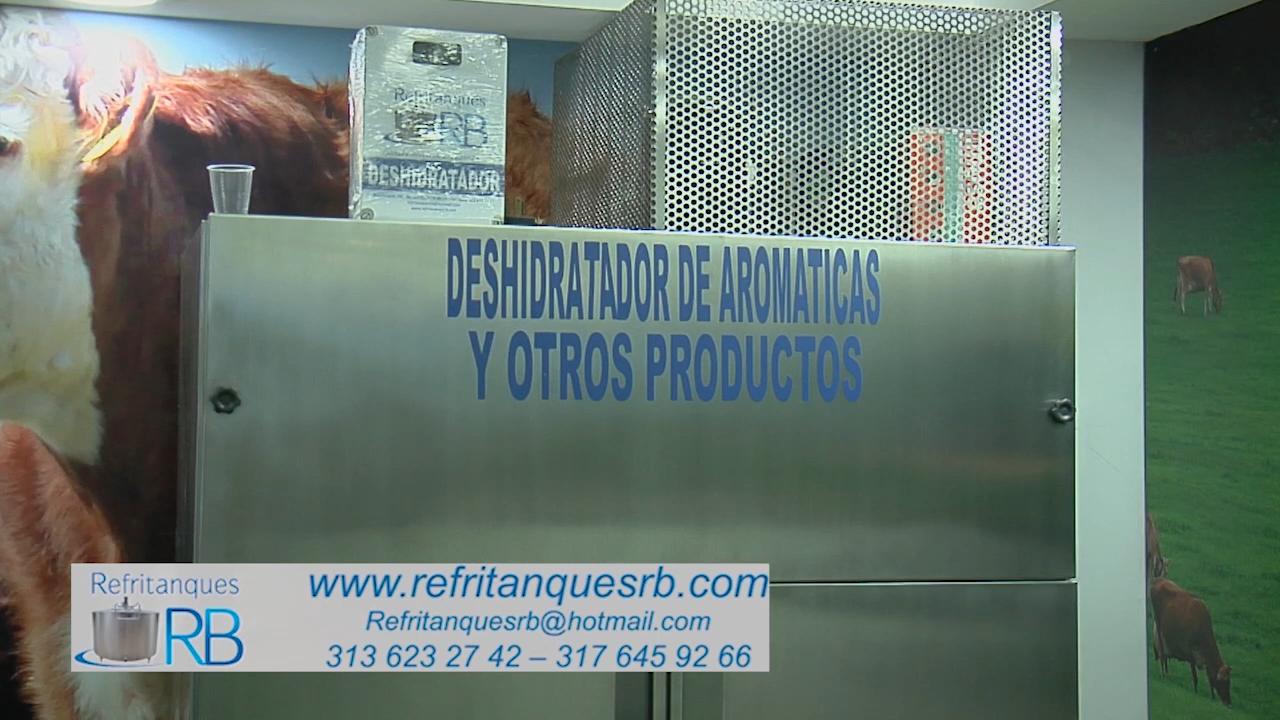 Refritanques
RB
DESHIDRATADOR
DESHIDRATADOR DE AROMATICAS
Y OTROS PRODUCTOS
Refritanques
RB
www.refritanquesrb.com
Refritanquesrb@hotmail.com
313 623 27 42 – 317 645 92 66